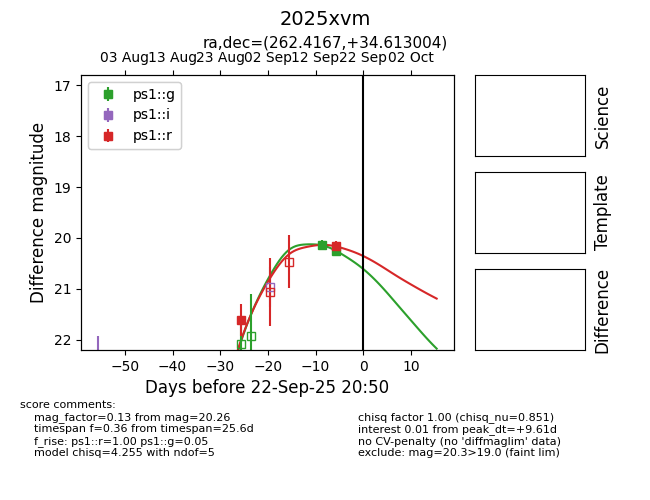 2025xvm
ra,dec=(262.4167,+34.613004)
03 Aug13 Aug23 Aug02 Sep12 Sep22 Sep02 Oct
ps1::g
ps1::i
ps1::r
17
18
19
20
21
22
Difference magnitude
−50 −40 −30 −20 −10 0 10
Days before 22-Sep-25 20:50
Science
Template
Difference
score comments:
mag_factor=0.13 from mag=20.26
timespan f=0.36 from timespan=25.6d
f_rise: ps1::r=1.00 ps1::g=0.05
model chisq=4.255 with ndof=5
chisq factor 1.00 (chisq_nu=0.851)
interest 0.01 from peak_dt=+9.61d
no CV-penalty (no 'diffmaglim' data)
exclude: mag=20.3>19.0 (faint lim)